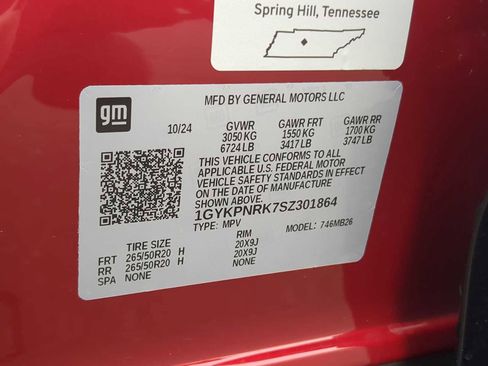 Spring Hill, Tennessee
gm
MFD BY GENERAL MOTORS LLC
10/24 GVWR GAWR FRT GAWR RR
3050 KG 1550 KG 1700 KG
6724 LB 3417 LB 3747 LB
THIS VEHICLE CONFORMS TO ALL
APPLICABLE U.S. FEDERAL MOTOR
VEHICLE SAFETY STANDARDS IN EFFECT
ON THE DATE OF MANUFACTURE
SHOWN ABOVE.
1GYKPNRK7SZ301864
TYPE: MPV MODEL: 746MB26
TIRE SIZE RIM
FRT 265/50R20 H 20X9J
RR 265/50R20 H 20X9J
SPA NONE NONE